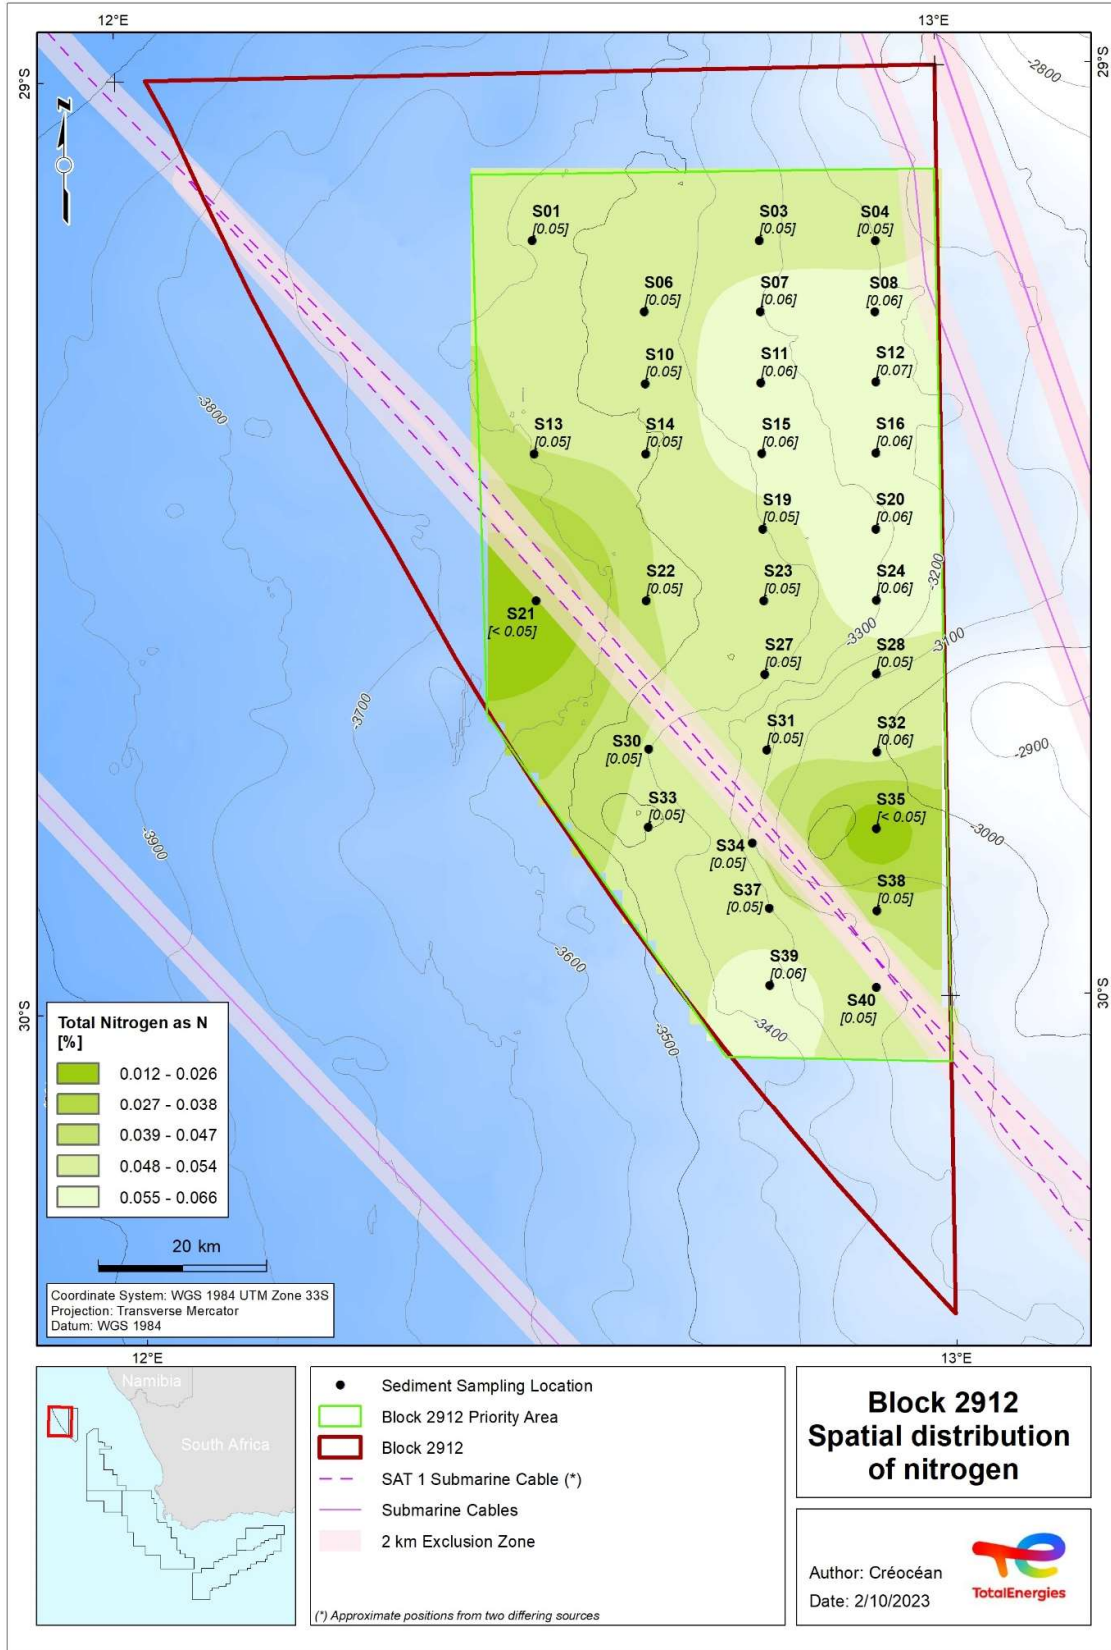 12°E
13°E
29°S
29°S
N
-2800
S01
[0.05]
S03
[0.05]
S04
[0.05]
S06
[0.05]
S07
[0.06]
S08
[0.06]
S10
[0.05]
S11
[0.06]
S12
[0.07]
-3800
S13
[0.05]
S14
[0.05]
S15
[0.06]
S16
[0.06]
S19
[0.05]
S20
[0.06]
S21
[< 0.05]
S22
[0.05]
S23
[0.05]
S24
[0.06]
-3200
-3300
-3100
S27
[0.05]
S28
[0.05]
-3700
S30
[0.05]
S31
[0.05]
S32
[0.06]
-2900
S33
[0.05]
S34
[0.05]
S35
[< 0.05]
-3000
-3900
S37
[0.05]
S38
[0.05]
-3600
S39
[0.06]
S40
[0.05]
-3400
-3500
30°S
30°S
Total Nitrogen as N
[%]
0.012 - 0.026
0.027 - 0.038
0.039 - 0.047
0.048 - 0.054
0.055 - 0.066
20 km
Coordinate System: WGS 1984 UTM Zone 33S
Projection: Transverse Mercator
Datum: WGS 1984
12°E
13°E
Namibia
South Africa
Sediment Sampling Location
Block 2912 Priority Area
Block 2912
SAT 1 Submarine Cable (*)
Submarine Cables
2 km Exclusion Zone
(*) Approximate positions from two differing sources
Block 2912
Spatial distribution
of nitrogen
Author: Créocéan
Date: 2/10/2023
TotalEnergies